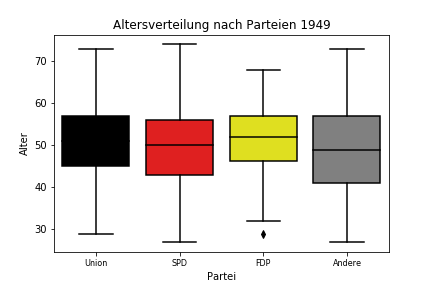 Altersverteilung nach Parteien 1949
Alter
70
60
50
40
30
Union SPD FDP Andere
Partei